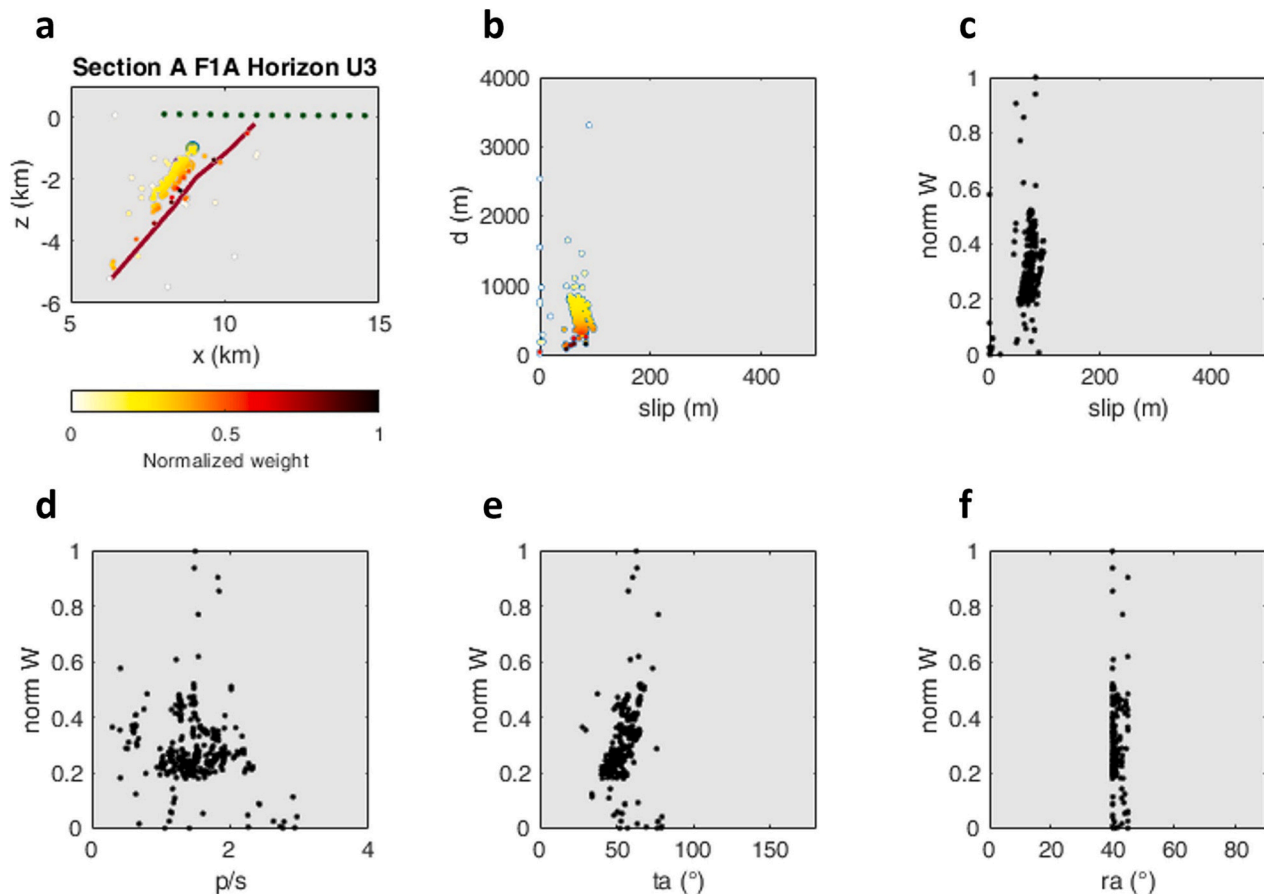 a
Section A F1A Horizon U3
0
-2
-4
-6
z (km)
5
10
15
x (km)
0
0.5
1
Normalized weight
b
4000
3000
2000
1000
0
d (m)
0
200
400
slip (m)
c
1
0.8
0.6
0.4
0.2
0
norm W
0
200
400
slip (m)
d
1
0.8
0.6
0.4
0.2
0
norm W
0
2
4
p/s
e
1
0.8
0.6
0.4
0.2
0
norm W
0
50
100
150
ta (°)
f
1
0.8
0.6
0.4
0.2
0
norm W
0
20
40
60
80
ra (°)